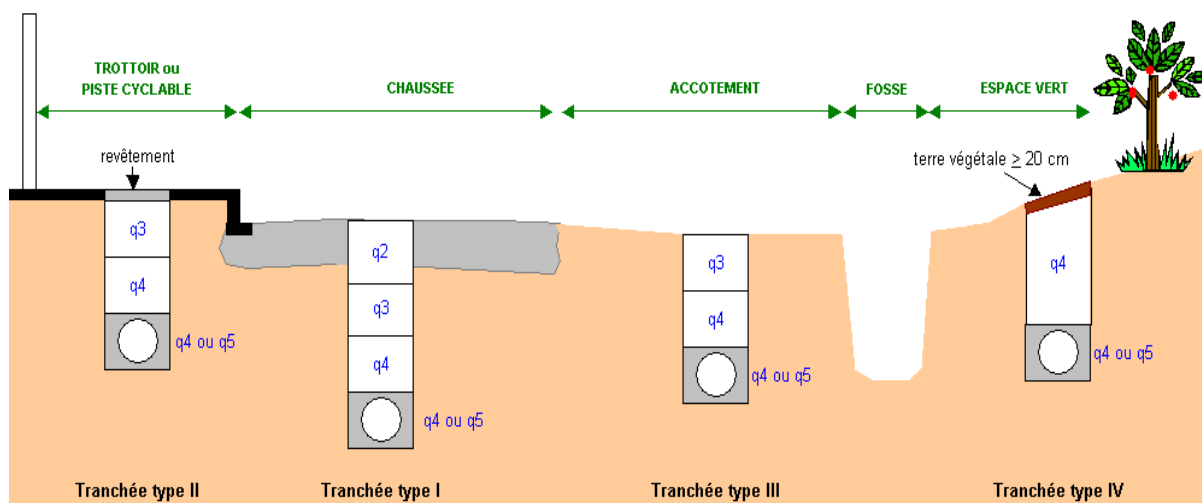 TROTTOIR ou
PISTE CYCLABLE
CHAUSSEE
ACCOTEMENT
FOSSE
ESPACE VERT
revêtement
terre végétale ≥ 20 cm
q3
q4
q4 ou q5
q2
q3
q4
q4 ou q5
q3
q4
q4 ou q5
q4
q4 ou q5
Tranchée type II
Tranchée type I
Tranchée type III
Tranchée type IV